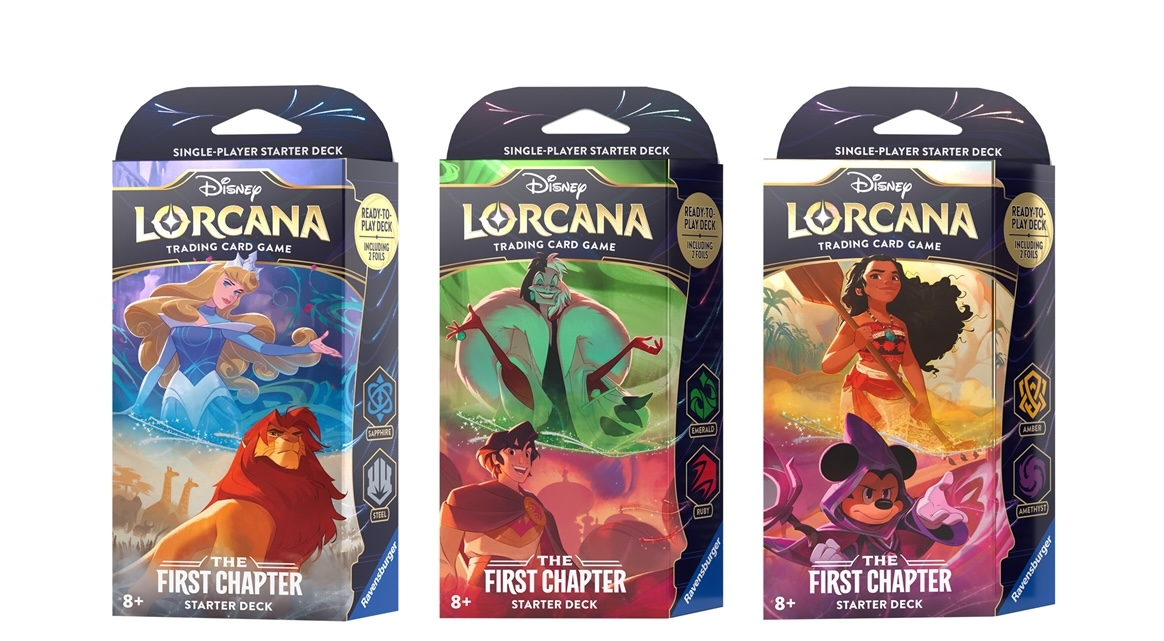 SINGLE-PLAYER STARTER DECK
Disney
LORCANA
TRADING CARD GAME
READY-TO-
PLAY DECK
INCLUDING
2 FOILS
SAPPHIRE
STEEL
THE
FIRST CHAPTER
STARTER DECK
8+
Ravensburger
SINGLE-PLAYER STARTER DECK
Disney
LORCANA
TRADING CARD GAME
READY-TO-
PLAY DECK
INCLUDING
2 FOILS
EMERALD
RUBY
THE
FIRST CHAPTER
STARTER DECK
8+
Ravensburger
SINGLE-PLAYER STARTER DECK
Disney
LORCANA
TRADING CARD GAME
READY-TO-
PLAY DECK
INCLUDING
2 FOILS
AMBER
AMETHYST
THE
FIRST CHAPTER
STARTER DECK
8+
Ravensburger